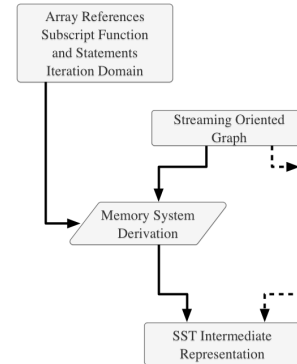 Array References
Subscript Function
and Statements
Iteration Domain
Streaming Oriented
Graph
Memory System
Derivation
SST Intermediate
Representation